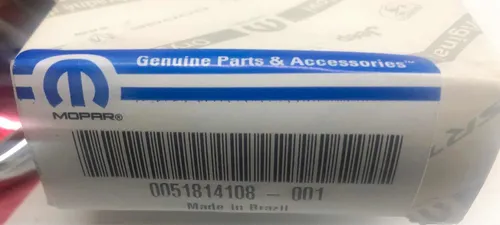 Genuine Parts & Accessories™
MOPAR®
0051814108 - 001
Made in Brazil